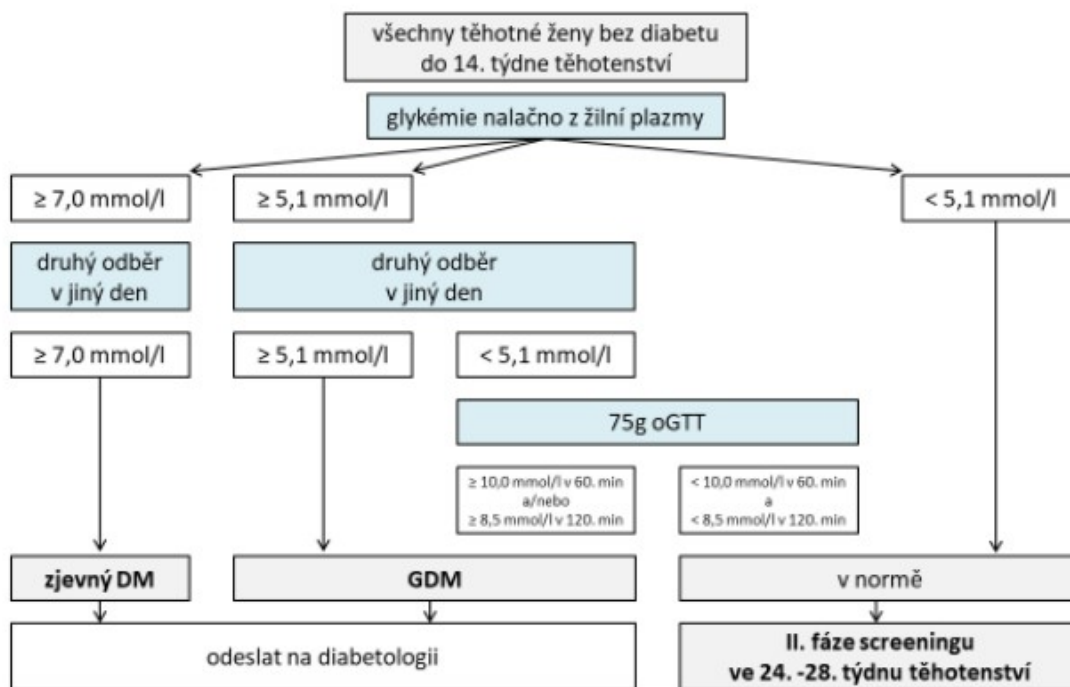 všechny těhotné ženy bez diabetu
do 14. týdne těhotenství
glykémie nalačno z žilní plazmy
≥ 7,0 mmol/l
≥ 5,1 mmol/l
< 5,1 mmol/l
druhý odběr
v jiný den
druhý odběr
v jiný den
≥ 7,0 mmol/l
≥ 5,1 mmol/l
< 5,1 mmol/l
75g oGTT
≥ 10,0 mmol/l v 60. min
a/nebo
≥ 8,5 mmol/l v 120. min
< 10,0 mmol/l v 60. min
a
< 8,5 mmol/l v 120. min
zjevný DM
GDM
v normě
odeslat na diabetologii
II. fáze screeningu
ve 24. -28. týdnu těhotenství